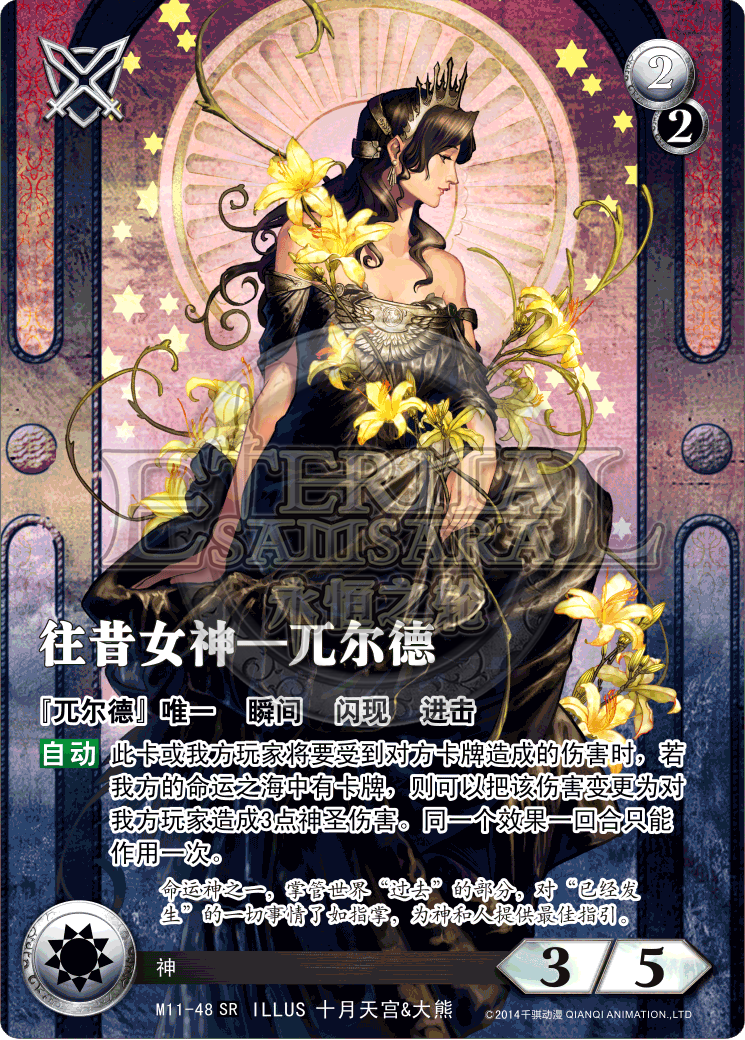 2
2
ETERNAL
SAMSARA
永恒之轮
往昔女神—兀尔德
『兀尔德』唯一 瞬间 闪现 进击
自动 此卡或我方玩家将要受到对方卡牌造成的伤害时，若
我方的命运之海中有卡牌，则可以把该伤害变更为对
我方玩家造成3点神圣伤害。同一个效果一回合只能
作用一次。
命运神之一，掌管世界“过去”的部分，对“已经发
生”的一切事情了如指掌，为神和人提供最佳指引。
神
3/5
M11-48 SR ILLUS 十月天宫&大熊
©2014千骐动漫 QIANQI ANIMATION.,LTD